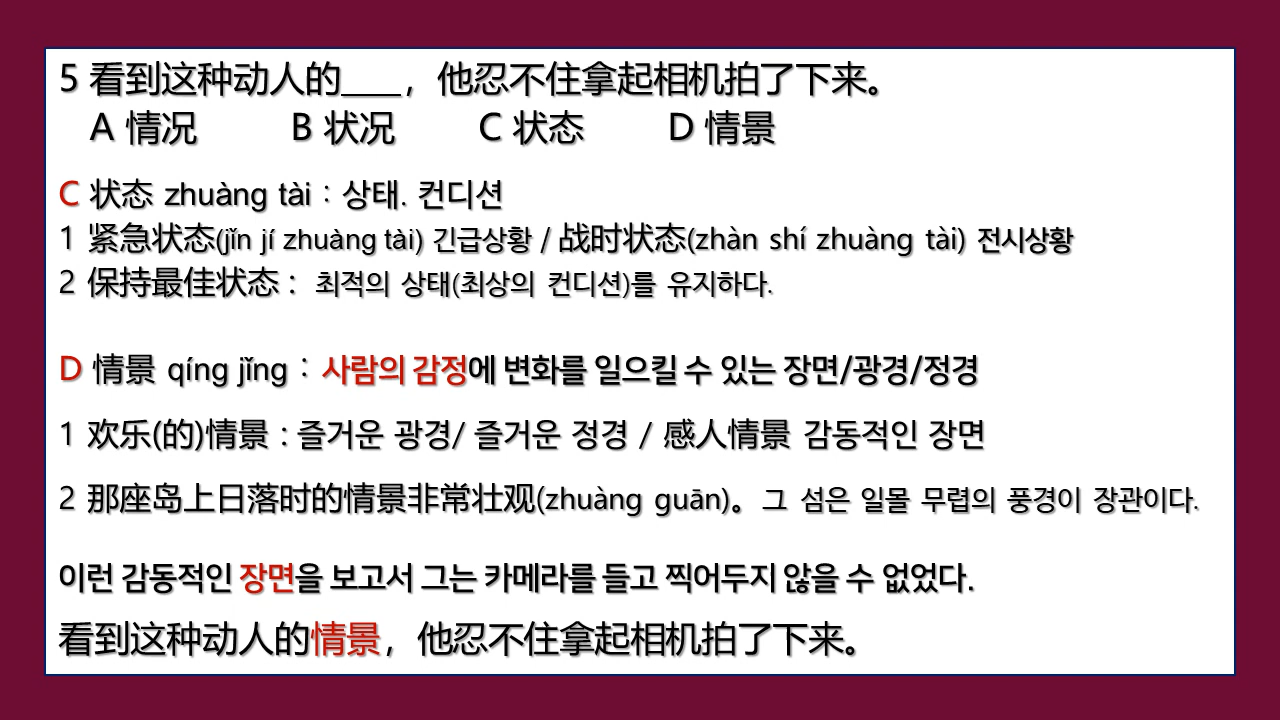 5 看到这种动人的____，他忍不住拿起相机拍了下来。
A 情况 B 状况 C 状态 D 情景
C 状态 zhuàng tài : 상태. 컨디션
1 紧急状态(jǐn jí zhuàng tài) 긴급상황 / 战时状态(zhàn shí zhuàng tài) 전시상황
2 保持最佳状态 : 최적의 상태(최상의 컨디션)를 유지하다.
D 情景 qíng jǐng : 사람의 감정에 변화를 일으킬 수 있는 장면/광경/정경
1 欢乐(的)情景 : 즐거운 광경/ 즐거운 정경 / 感人情景 감동적인 장면
2 那座岛上日落时的情景非常壮观(zhuàng guān)。그 섬은 일몰 무렵의 풍경이 장관이다.
이런 감동적인 장면을 보고서 그는 카메라를 들고 찍어두지 않을 수 없었다.
看到这种动人的情景，他忍不住拿起相机拍了下来。